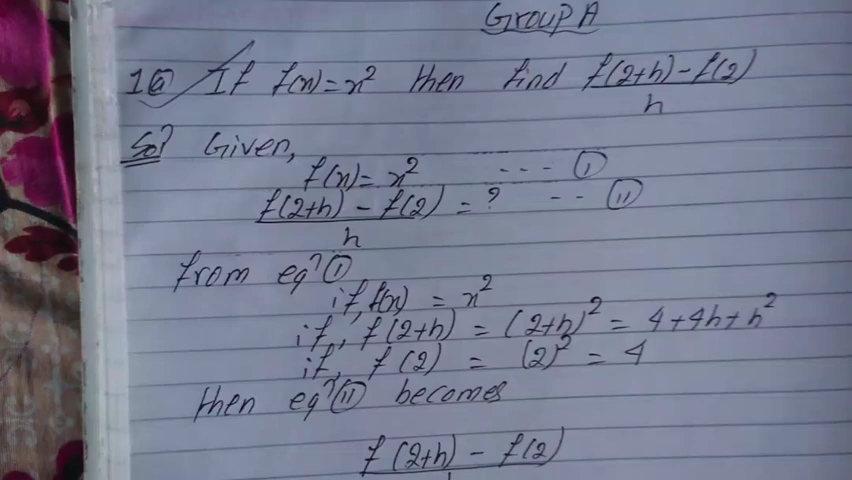 Group A
1@ If f(x)=x² then find f(2+h)-f(2)
h
Solⁿ Given,
f(x)=x² --- (i)
f(2+h) - f(2) = ? -- (ii)
h
from eqⁿ (i)
if, f(x) = x²
if, f(2+h) = (2+h)² = 4+4h+h²
if, f(2) = (2)² = 4
then eqⁿ (ii) becomes
f(2+h) - f(2)